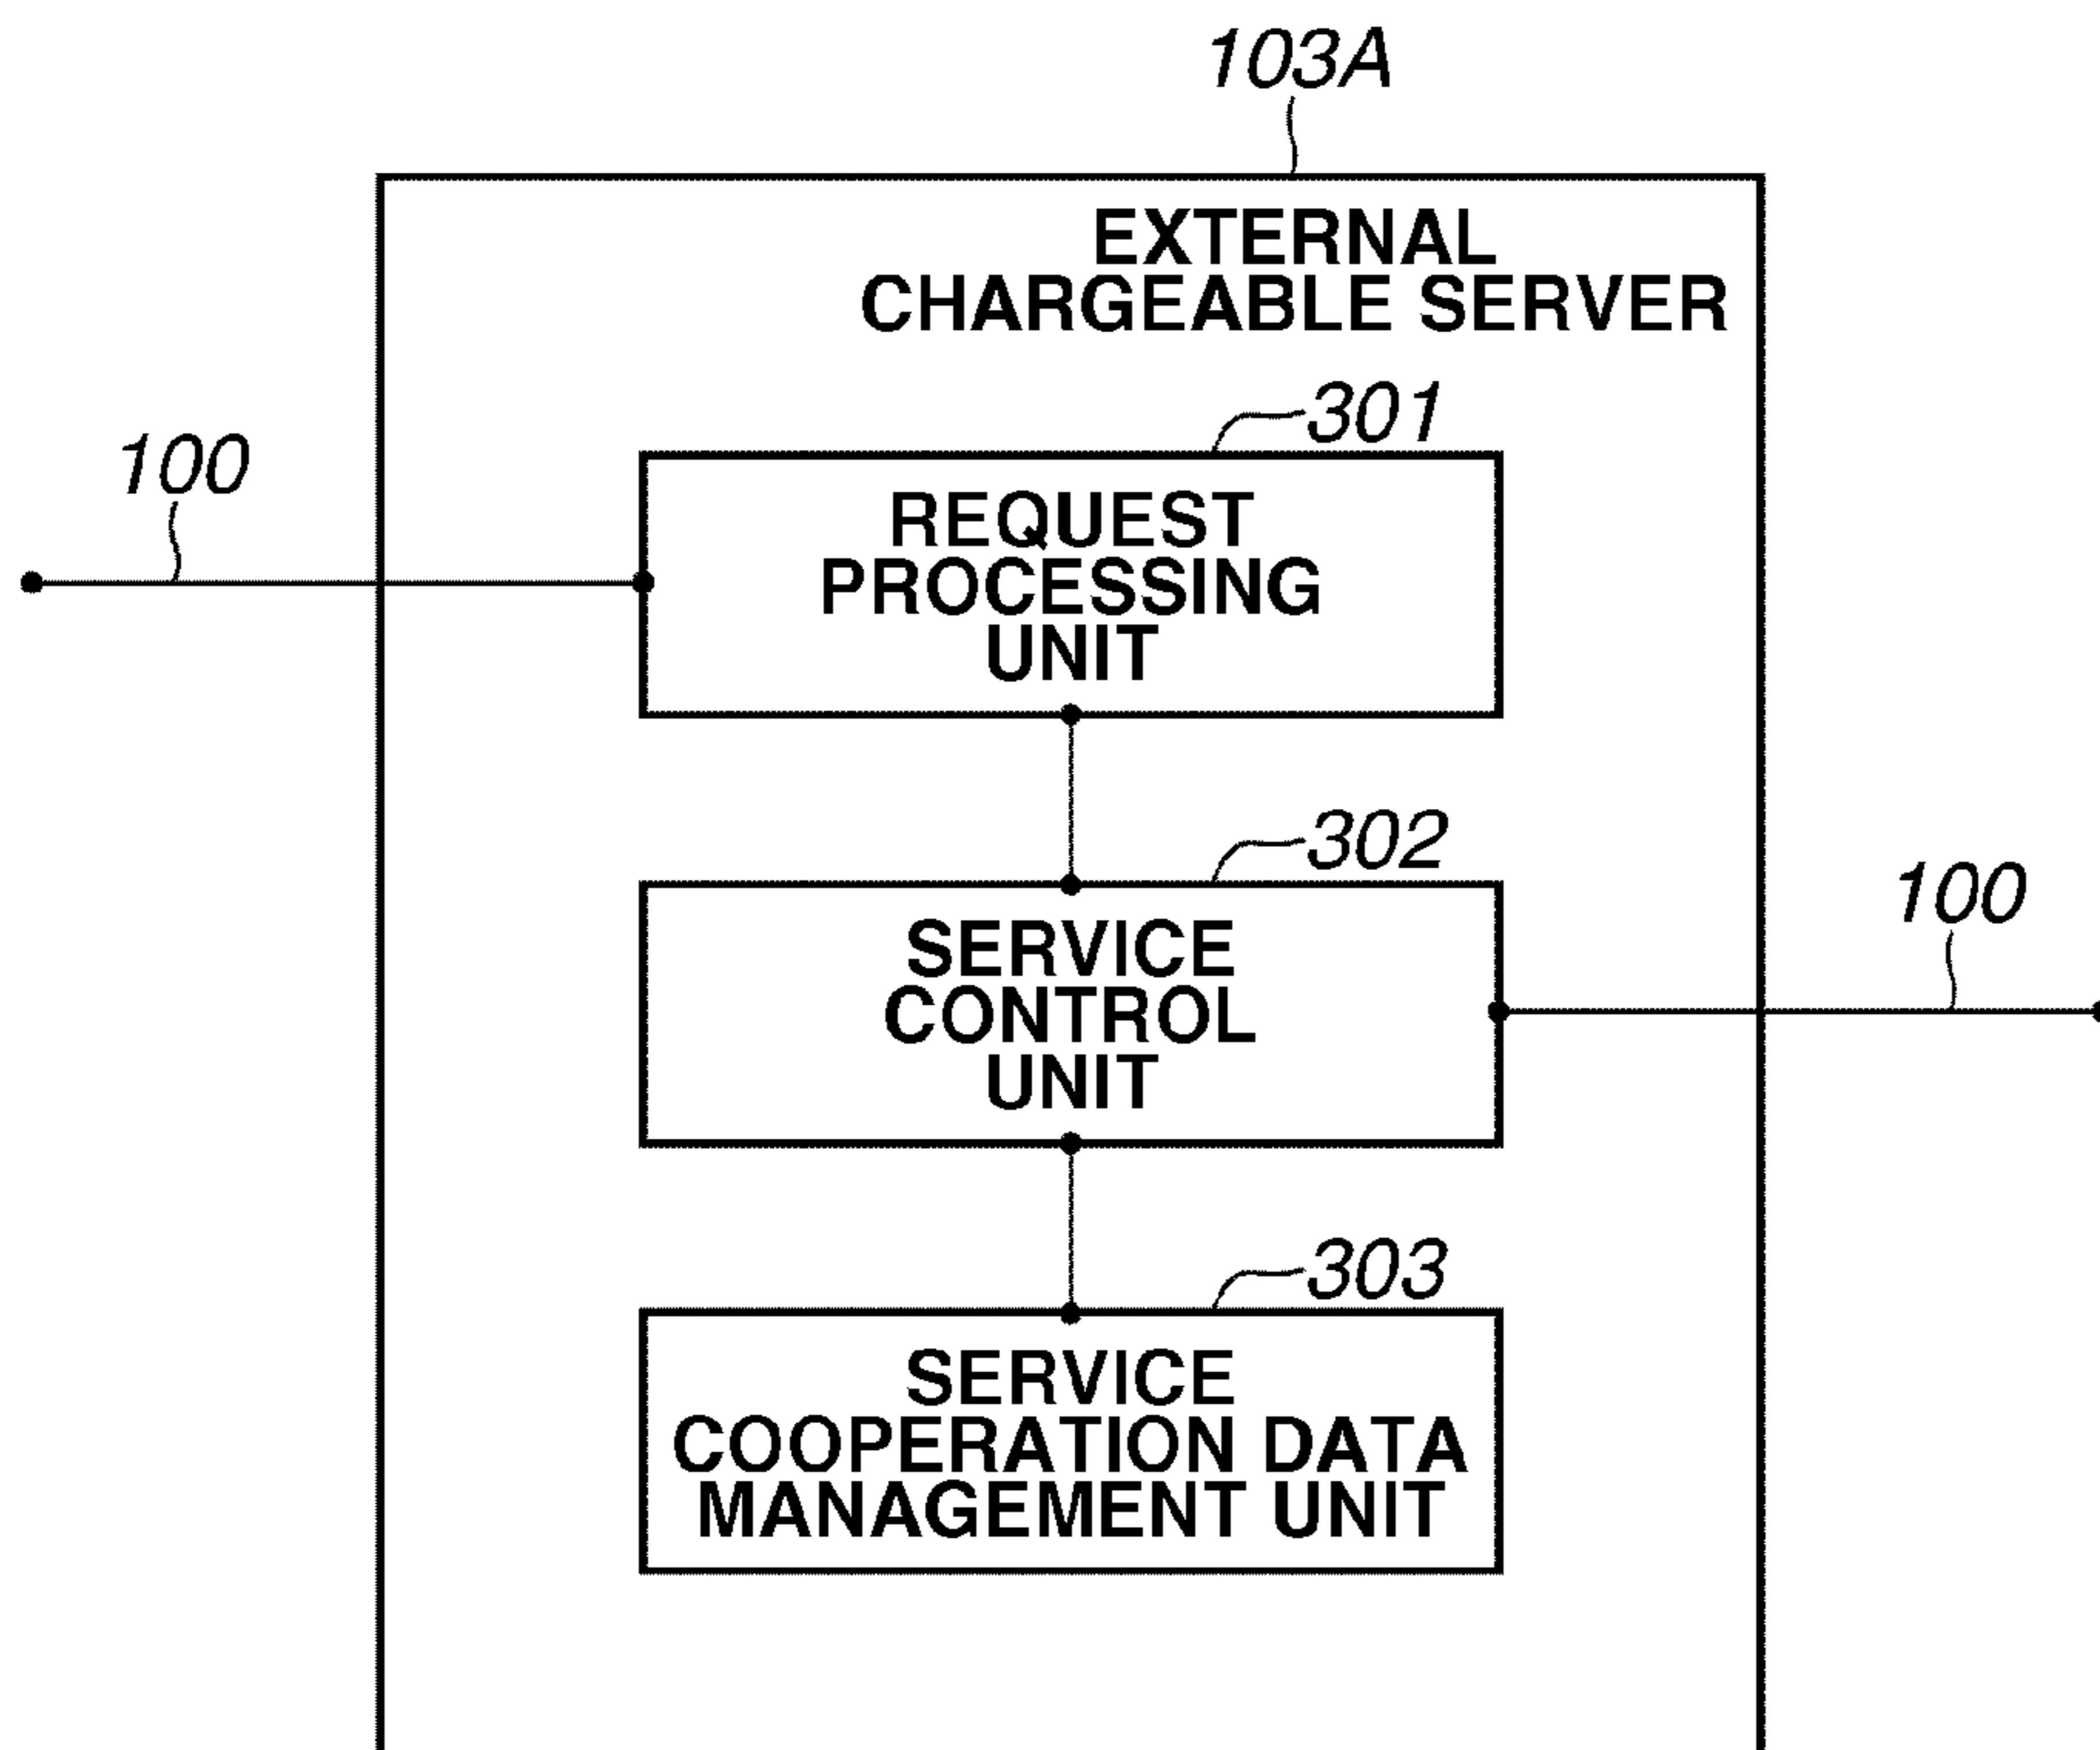 103A
EXTERNAL
CHARGEABLE SERVER
301
100
REQUEST
PROCESSING
UNIT
302
100
SERVICE
CONTROL
UNIT
303
SERVICE
COOPERATION DATA
MANAGEMENT UNIT